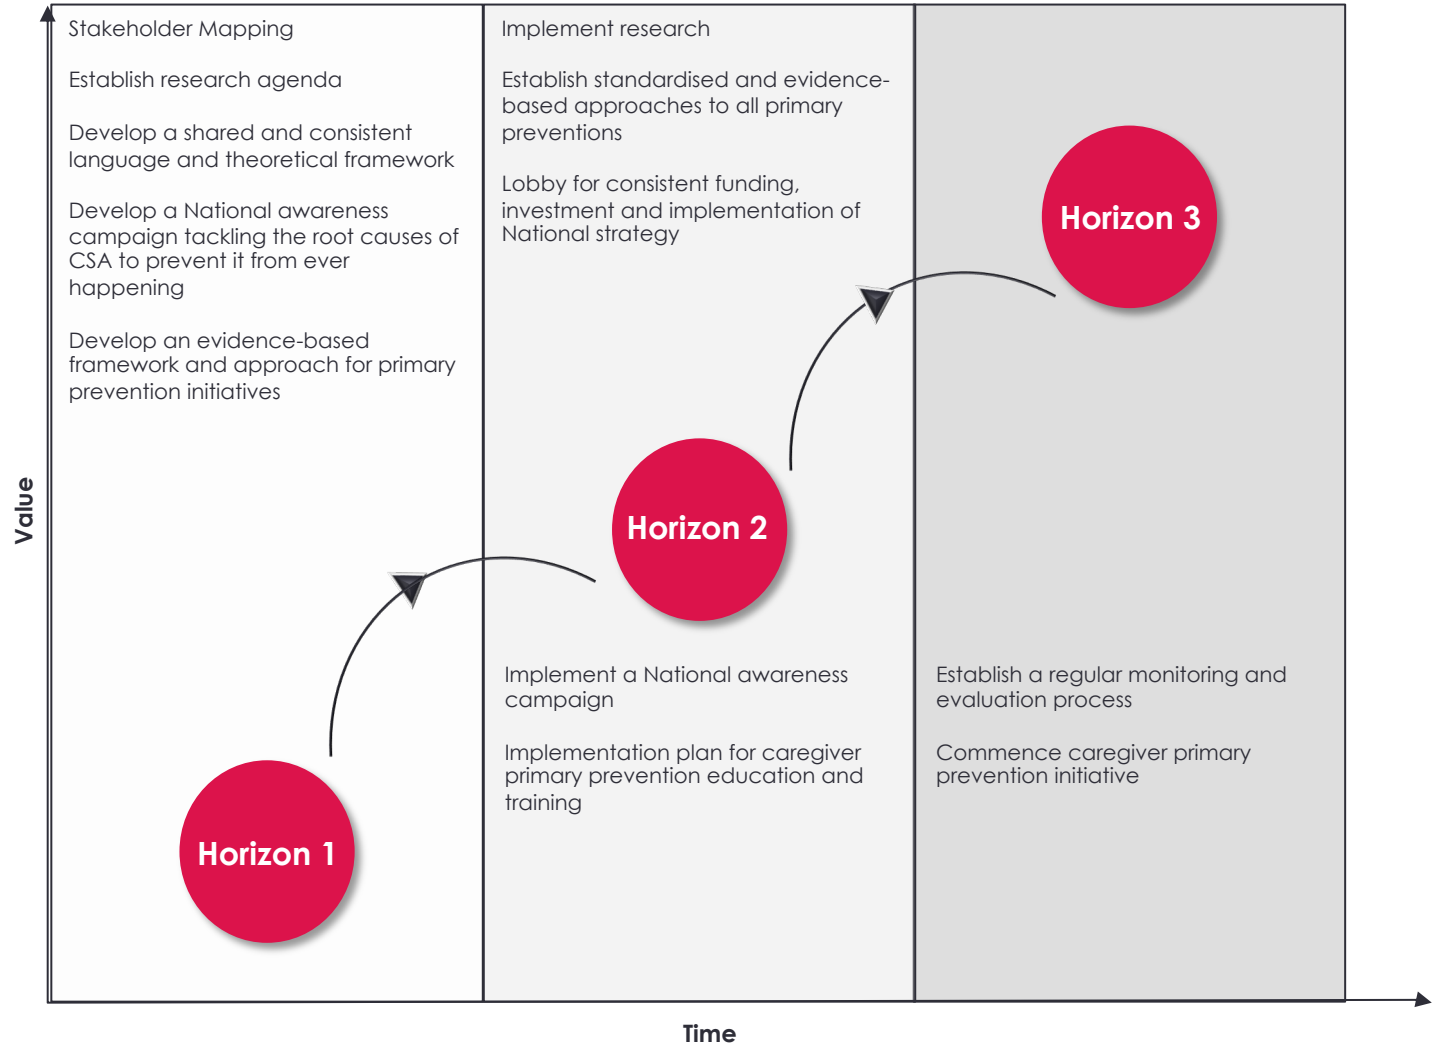 Stakeholder Mapping
Establish research agenda
Develop a shared and consistent
language and theoretical framework
Develop a National awareness
campaign tackling the root causes of
CSA to prevent it from ever
happening
Develop an evidence-based
framework and approach for primary
prevention initiatives
Horizon 1
Implement research
Establish standardised and evidence-
based approaches to all primary
preventions
Lobby for consistent funding,
investment and implementation of
National strategy
Horizon 2
Implement a National awareness
campaign
Implementation plan for caregiver
primary prevention education and
training
Horizon 3
Establish a regular monitoring and
evaluation process
Commence caregiver primary
prevention initiative
Value
Time